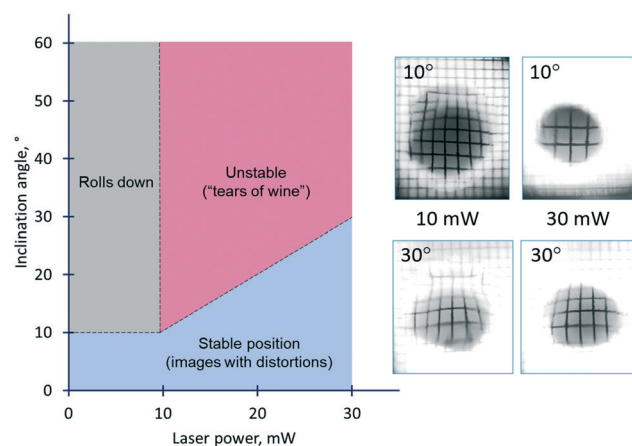 60
50
40
30
20
10
0
Inclination angle, °
Rolls down
Unstable
("tears of wine")
Stable position
(images with distortions)
0
10
20
30
Laser power, mW
10°
10°
10 mW
30 mW
30°
30°